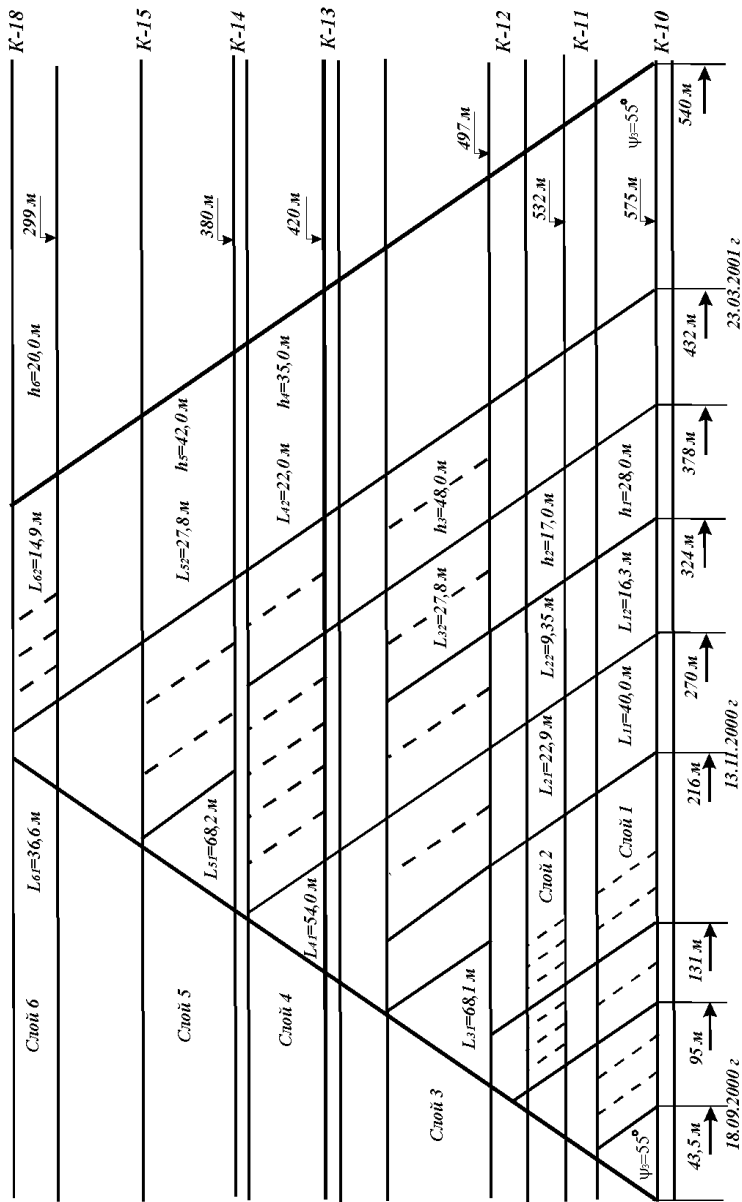 К-18
К-15
К-14
К-13
К-12
К-11
К-10
299 м
380 м
420 м
497 м
532 м
575 м
h₆=20,0 м
L₆₂=14,9 м
L₆₁=36,6 м
Слой 6
h₅=42,0 м
L₅₂=27,8 м
L₅₁=68,2 м
Слой 5
h₄=35,0 м
L₄₂=22,0 м
L₄₁=54,0 м
Слой 4
h₃=48,0 м
L₃₂=27,8 м
L₃₁=68,1 м
Слой 3
h₂=17,0 м
L₂₂=9,35 м
L₂₁=22,9 м
Слой 2
h₁=28,0 м
L₁₂=16,3 м
L₁₁=40,0 м
Слой 1
ψ₃=55°
ψ₃=55°
43,5 м
95 м
131 м
216 м
270 м
324 м
378 м
432 м
540 м
18.09.2000 г
13.11.2000 г
23.03.2001 г